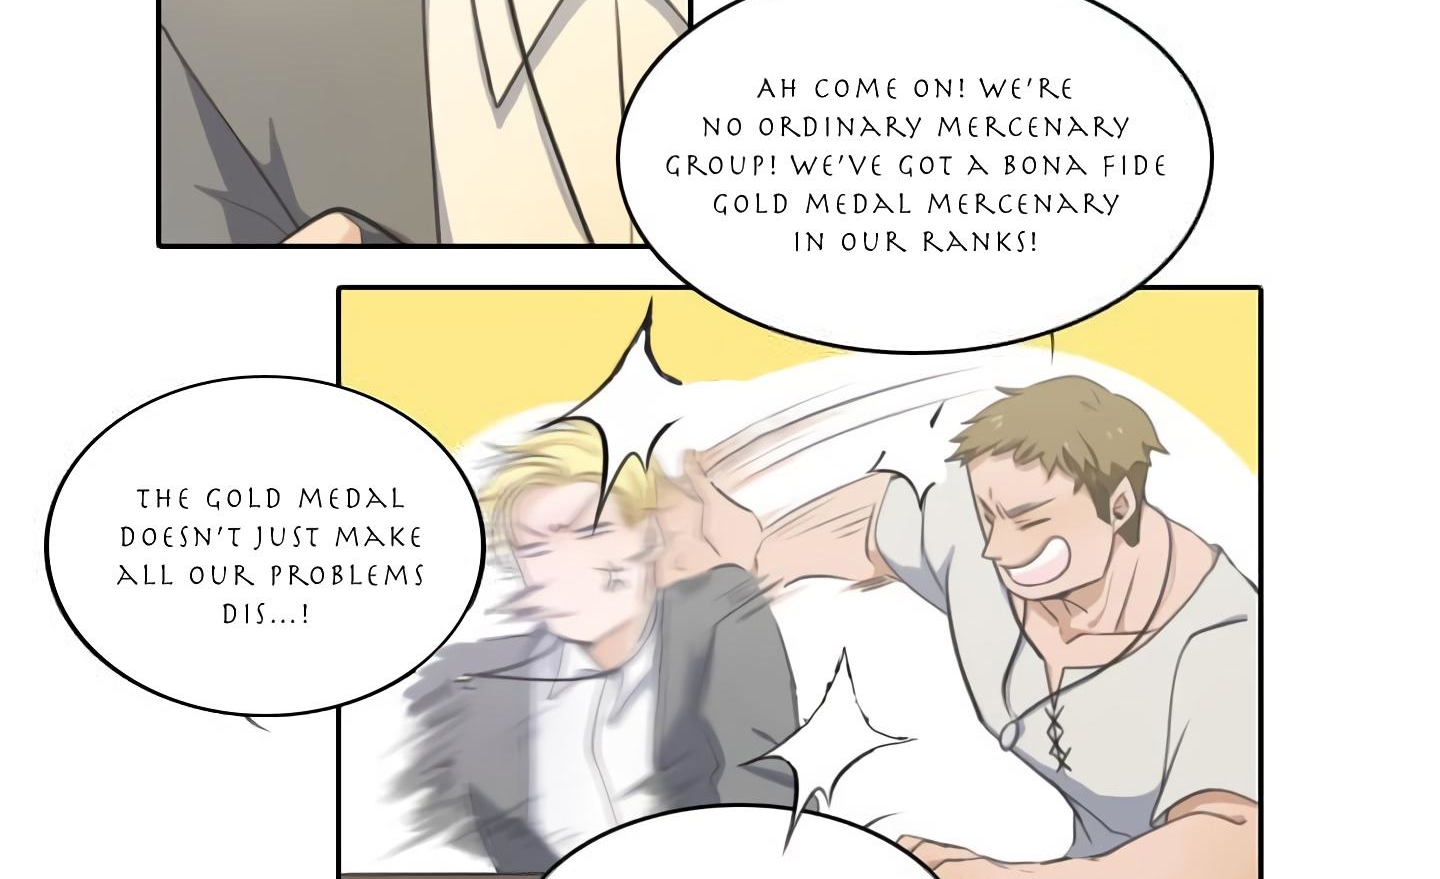 AH COME ON! WE'RE
NO ORDINARY MERCENARY
GROUP! WE'VE GOT A BONA FIDE
GOLD MEDAL MERCENARY
IN OUR RANKS!
THE GOLD MEDAL
DOESN'T JUST MAKE
ALL OUR PROBLEMS
DIS...!